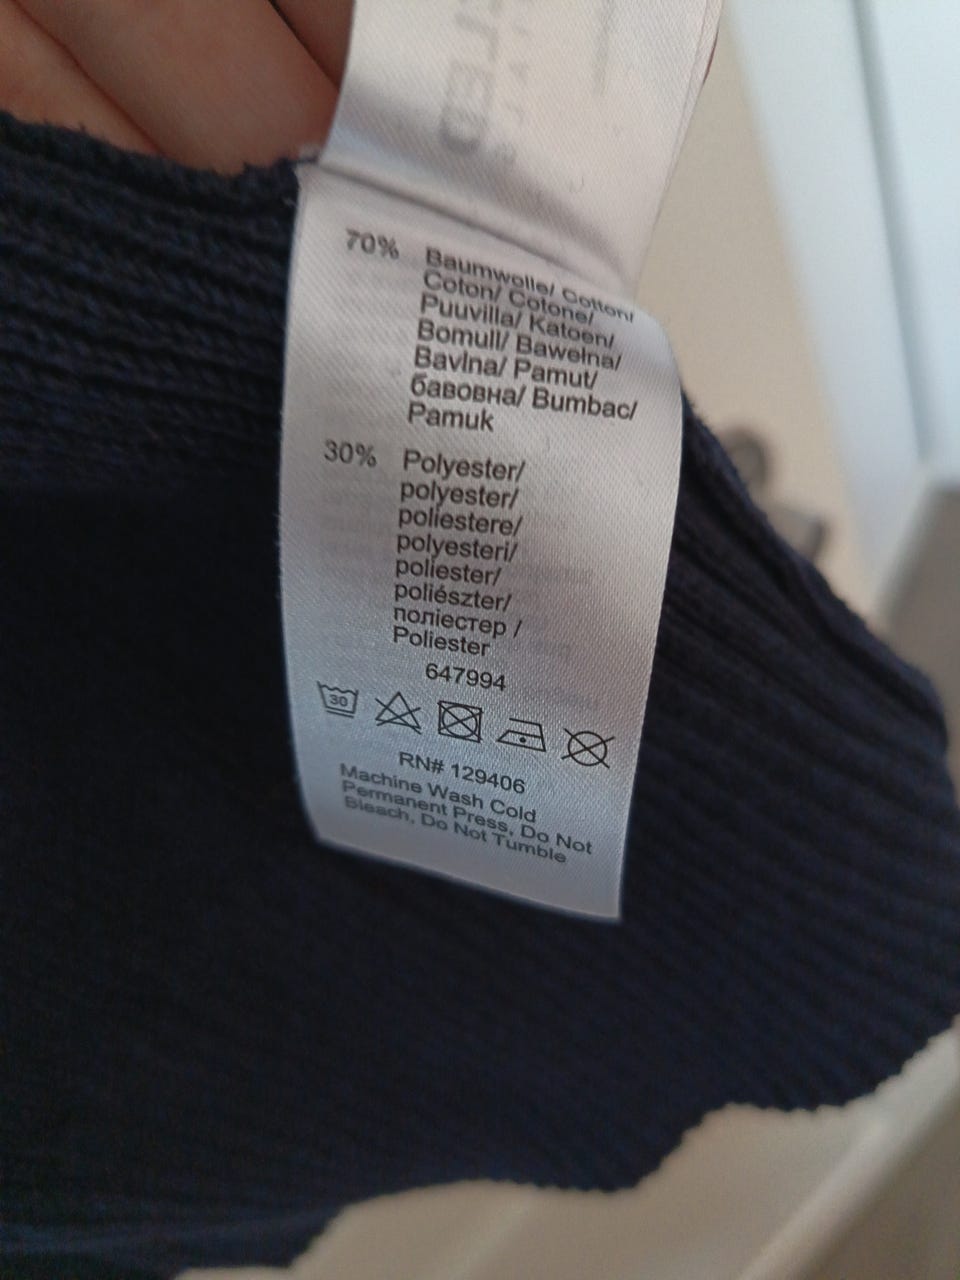 70% Baumwolle/ Cotton/
Coton/ Cotone/
Puuvilla/ Katoen/
Bomull/ Bawełna/
Bavlna/ Pamut/
бавовна/ Bumbac/
Pamuk
30% Polyester/
polyester/
poliestere/
polyesteri/
poliester/
poliészter/
поліестер /
Poliester
647994
30
RN# 129406
Machine Wash Cold
Permanent Press, Do Not
Bleach, Do Not Tumble